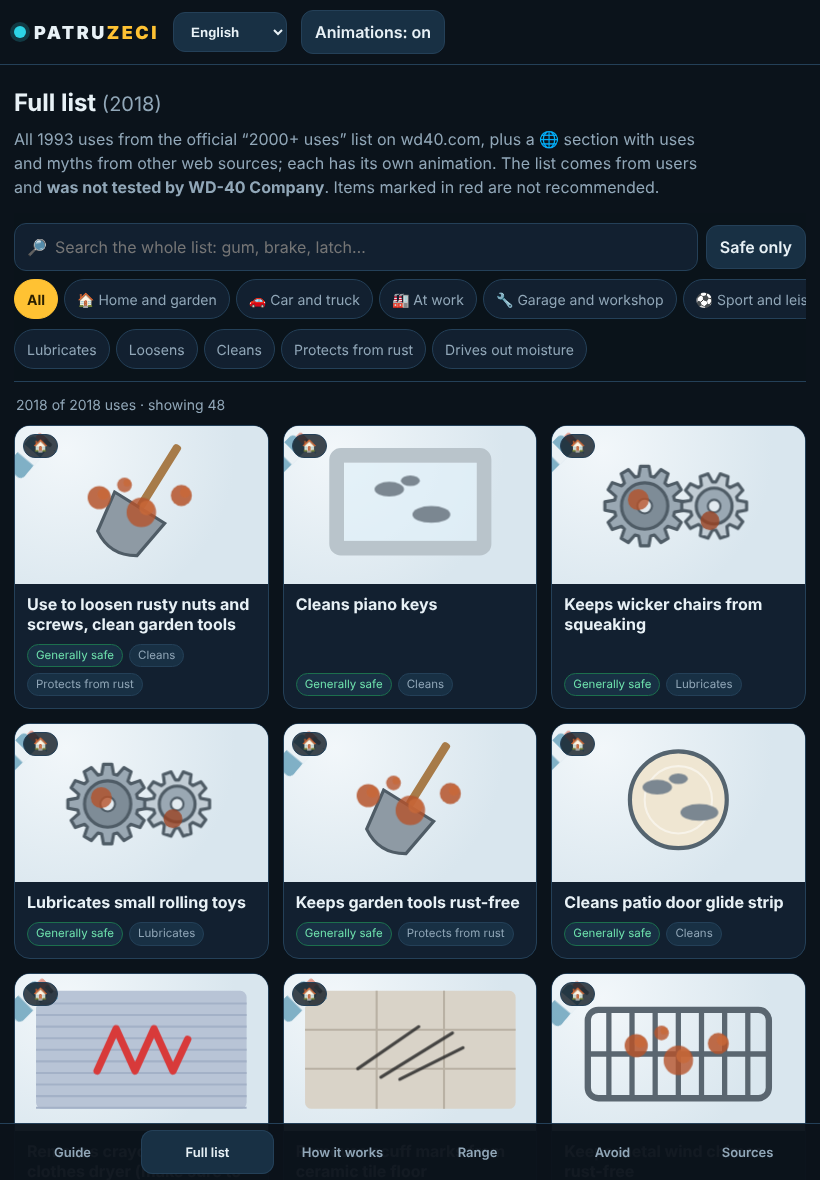 PATRUZECI
English
Animations: on
Full list (2018)
All 1993 uses from the official “2000+ uses” list on wd40.com, plus a 🌐 section with uses
and myths from other web sources; each has its own animation. The list comes from users
and was not tested by WD-40 Company. Items marked in red are not recommended.
🔎 Search the whole list: gum, brake, latch...
Safe only
All
🏠 Home and garden
🚗 Car and truck
🏭 At work
🔧 Garage and workshop
⚽ Sport and leis
Lubricates
Loosens
Cleans
Protects from rust
Drives out moisture
2018 of 2018 uses · showing 48
Use to loosen rusty nuts and
screws, clean garden tools
Generally safe
Cleans
Protects from rust
Cleans piano keys
Generally safe
Cleans
Keeps wicker chairs from
squeaking
Generally safe
Lubricates
Lubricates small rolling toys
Generally safe
Lubricates
Keeps garden tools rust-free
Generally safe
Protects from rust
Cleans patio door glide strip
Generally safe
Cleans
Guide
Full list
How it works
Range
Avoid
Sources
clothes dryer
ceramic tile floor
rust-free